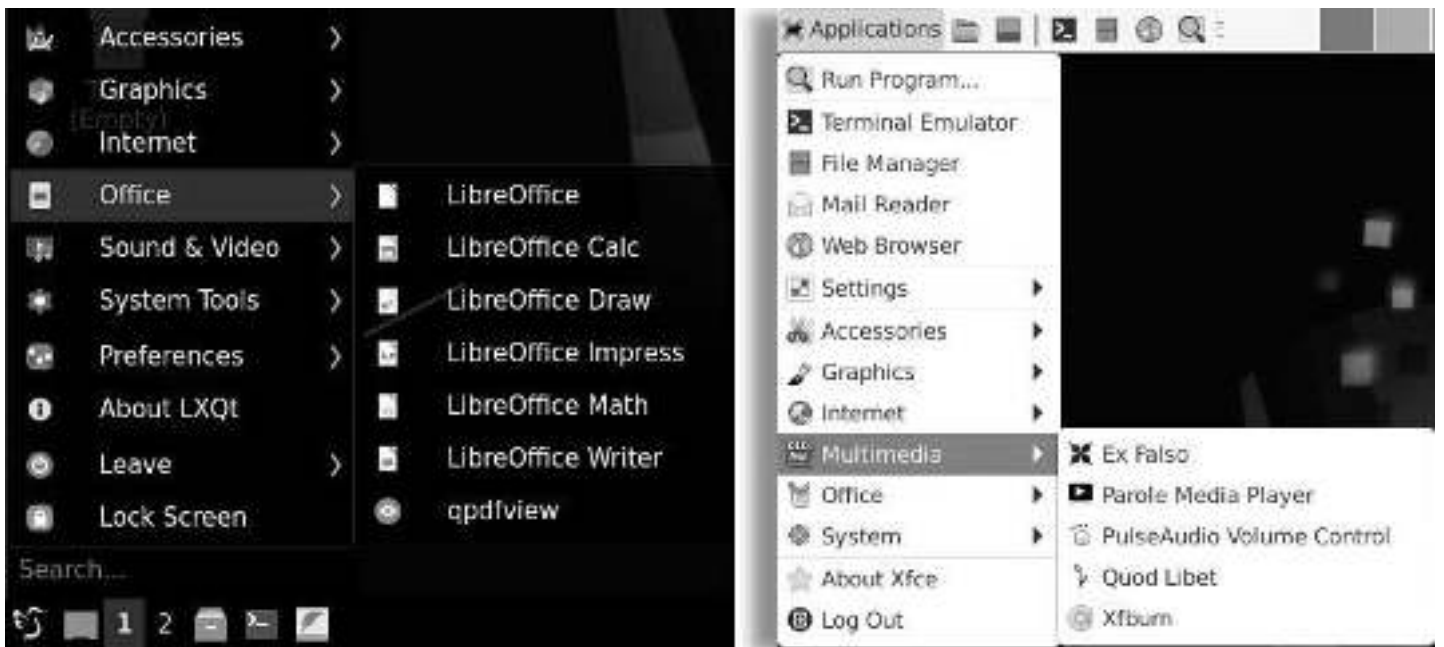 Accessories
Graphics
(Empty)
Internet
Office
Sound & Video
System Tools
Preferences
About LXQt
Leave
Lock Screen
Search...
1 2
LibreOffice
LibreOffice Calc
LibreOffice Draw
LibreOffice Impress
LibreOffice Math
LibreOffice Writer
qpdfview
Applications
Run Program...
Terminal Emulator
File Manager
Mail Reader
Web Browser
Settings
Accessories
Graphics
Internet
Multimedia
Office
System
About Xfce
Log Out
Ex Falso
Parole Media Player
PulseAudio Volume Control
Quod Libet
Xfburn